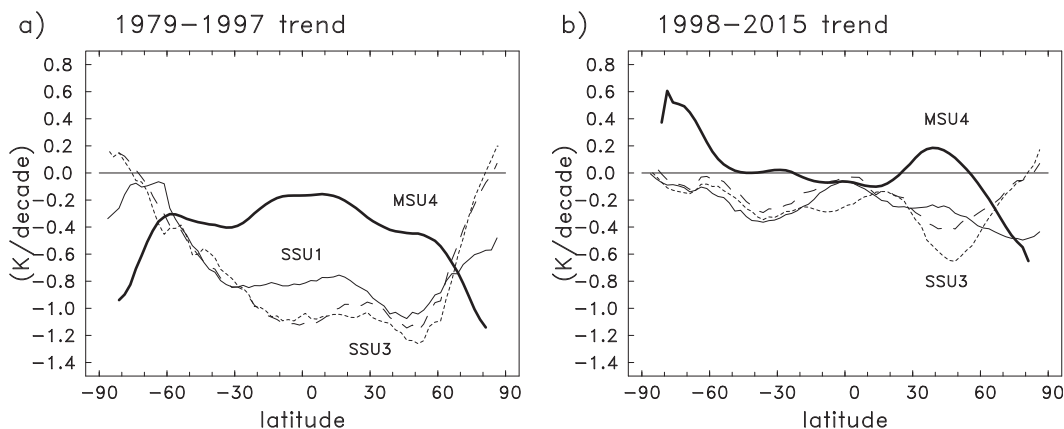 a) 1979–1997 trend
0.8
0.6
0.4
0.2
0.0
−0.2
−0.4
−0.6
−0.8
−1.0
−1.2
−1.4
(K/decade)
MSU4
SSU1
SSU3
−90 −60 −30 0 30 60 90
latitude
b) 1998–2015 trend
0.8
0.6
0.4
0.2
0.0
−0.2
−0.4
−0.6
−0.8
−1.0
−1.2
−1.4
(K/decade)
MSU4
SSU3
−90 −60 −30 0 30 60 90
latitude